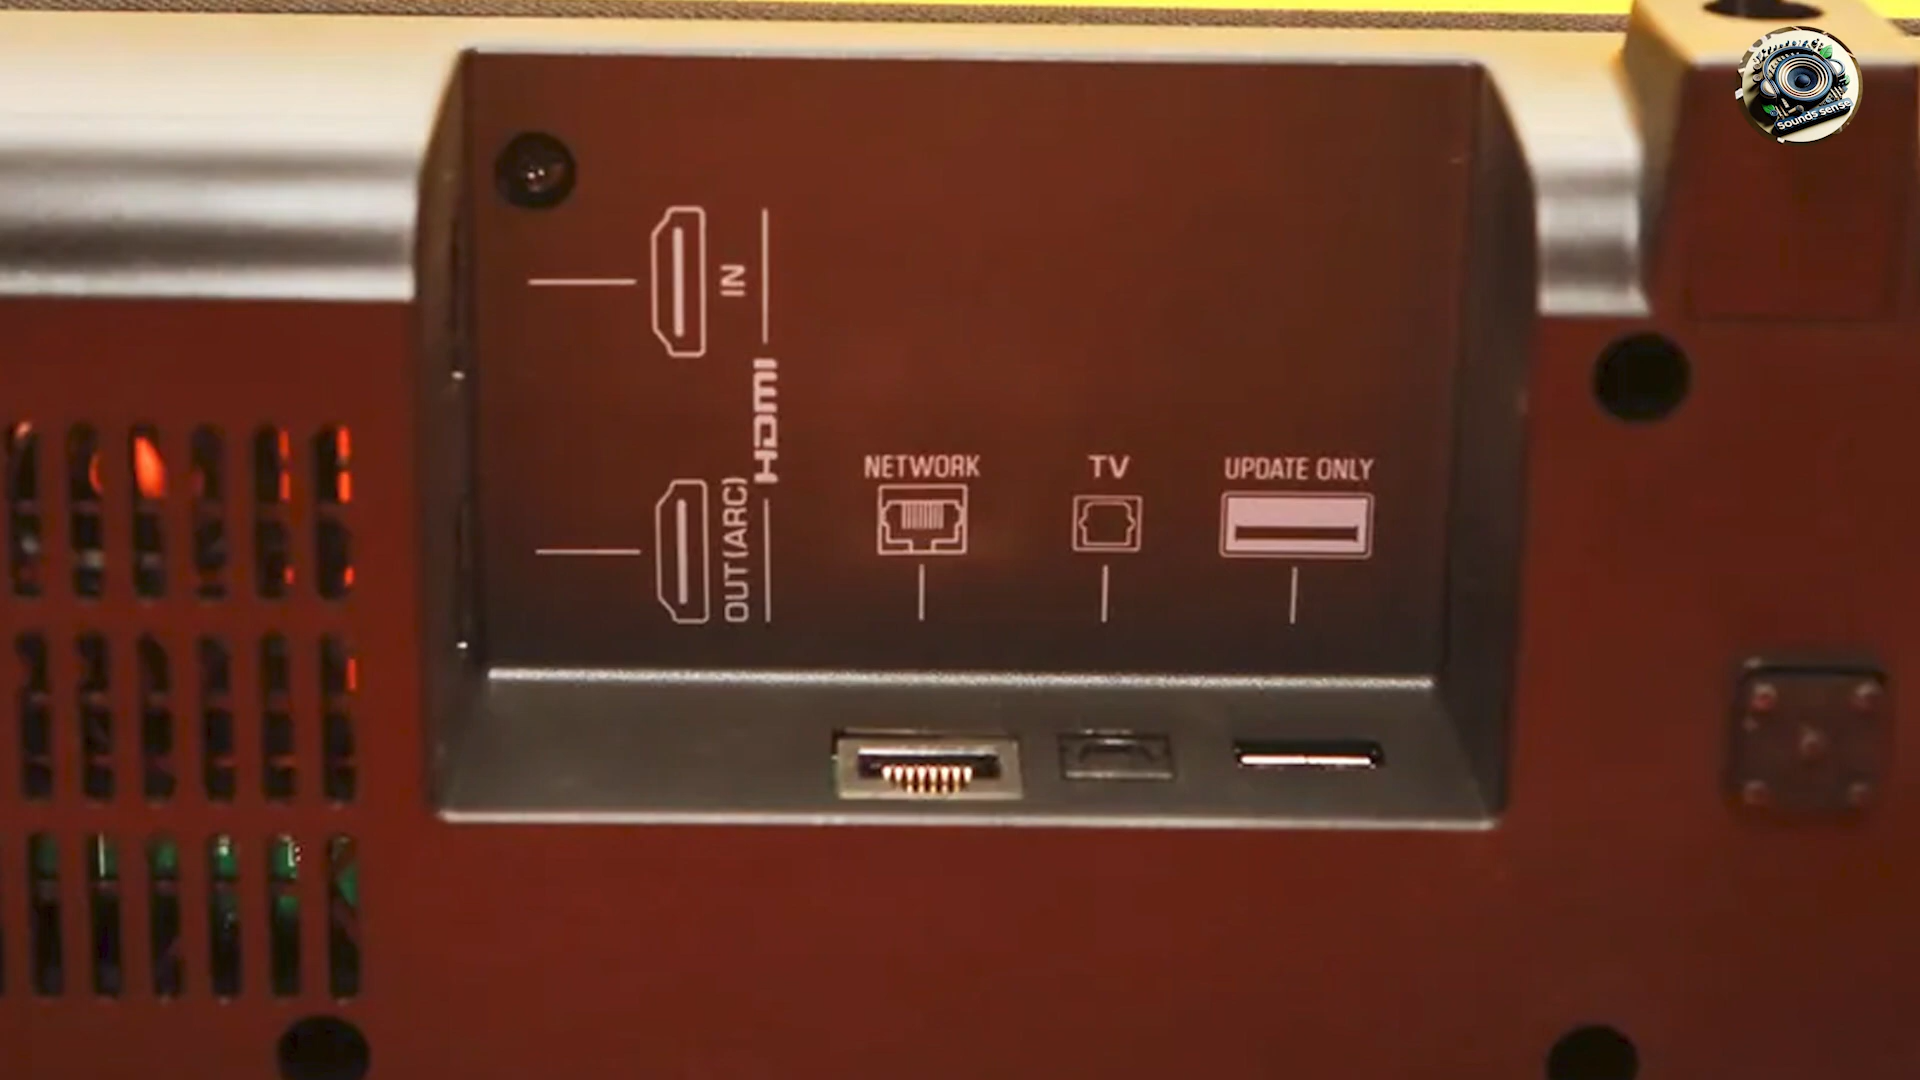 IN
HDMI
OUT(ARC)
NETWORK
TV
UPDATE ONLY
sounds sense